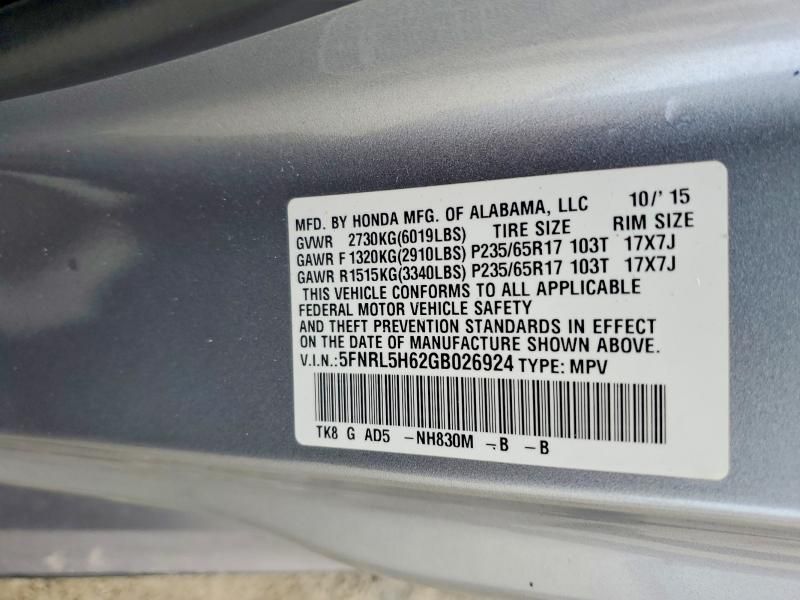 MFD. BY HONDA MFG. OF ALABAMA, LLC 10/'15
GVWR 2730KG(6019LBS) TIRE SIZE RIM SIZE
GAWR F 1320KG(2910LBS) P235/65R17 103T 17X7J
GAWR R1515KG(3340LBS) P235/65R17 103T 17X7J
THIS VEHICLE CONFORMS TO ALL APPLICABLE
FEDERAL MOTOR VEHICLE SAFETY
AND THEFT PREVENTION STANDARDS IN EFFECT
ON THE DATE OF MANUFACTURE SHOWN ABOVE.
V.I.N.:5FNRL5H62GB026924 TYPE: MPV
TK8 G AD5 -NH830M -B -B